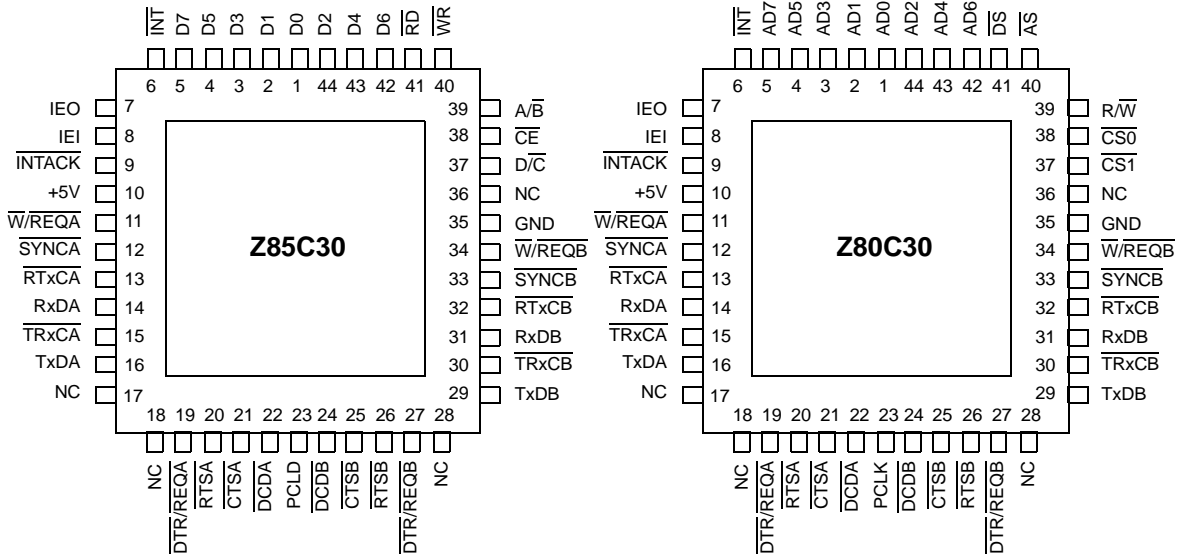 INT D7 D5 D3 D1 D0 D2 D4 D6 RD WR
6 5 4 3 2 1 44 43 42 41 40
IEO 7
IEI 8
INTACK 9
+5V 10
W/REQA 11
SYNCA 12
RTxCA 13
RxDA 14
TRxCA 15
TxDA 16
NC 17
Z85C30
39 A/B
38 CE
37 D/C
36 NC
35 GND
34 W/REQB
33 SYNCB
32 RTxCB
31 RxDB
30 TRxCB
29 TxDB
18 19 20 21 22 23 24 25 26 27 28
NC DTR/REQA RTSA CTSA DCDA PCLD DCDB CTSB RTSB DTR/REQB NC
INT AD7 AD5 AD3 AD1 AD0 AD2 AD4 AD6 DS AS
6 5 4 3 2 1 44 43 42 41 40
IEO 7
IEI 8
INTACK 9
+5V 10
W/REQA 11
SYNCA 12
RTxCA 13
RxDA 14
TRxCA 15
TxDA 16
NC 17
Z80C30
39 R/W
38 CS0
37 CS1
36 NC
35 GND
34 W/REQB
33 SYNCB
32 RTxCB
31 RxDB
30 TRxCB
29 TxDB
18 19 20 21 22 23 24 25 26 27 28
NC DTR/REQA RTSA CTSA DCDA PCLK DCDB CTSB RTSB DTR/REQB NC